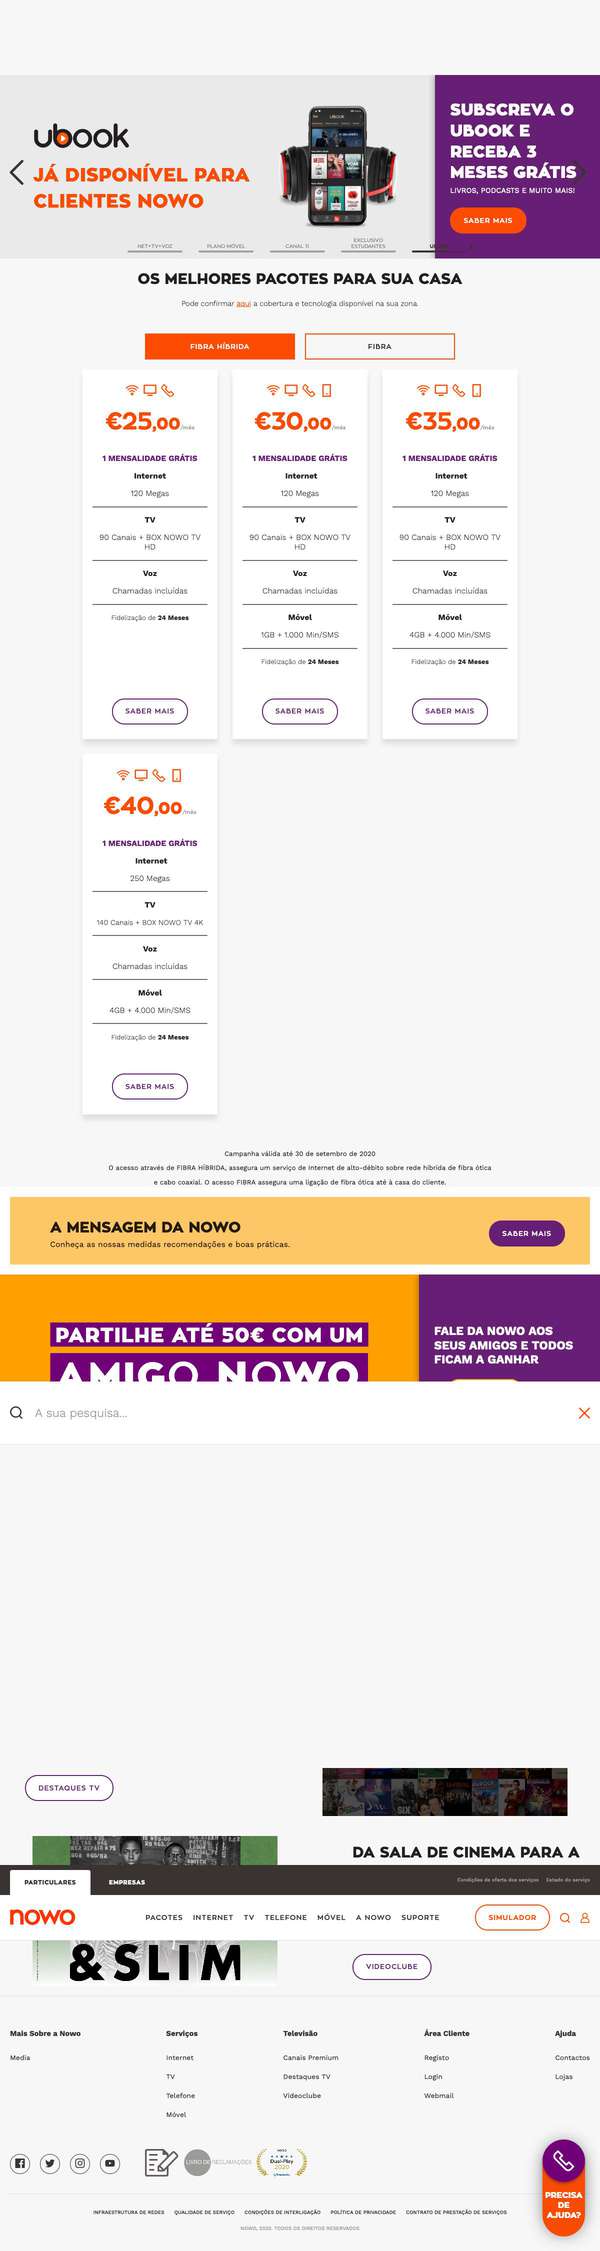 ubook
JÁ DISPONÍVEL PARA
CLIENTES NOWO
SUBSCREVA O
UBOOK E
RECEBA 3
MESES GRÁTIS
LIVROS, PODCASTS E MUITO MAIS!
SABER MAIS
NET+TV+VOZ
PLANO MÓVEL
CANAL 11
EXCLUSIVO
ESTUDANTES
OS MELHORES PACOTES PARA SUA CASA
Pode confirmar aqui a cobertura e tecnologia disponível na sua zona.
FIBRA HÍBRIDA
FIBRA
€25,00/mês
1 MENSALIDADE GRÁTIS
Internet
120 Megas
TV
90 Canais + BOX NOWO TV
HD
Voz
Chamadas incluídas
Fidelização de 24 Meses
SABER MAIS
€30,00/mês
1 MENSALIDADE GRÁTIS
Internet
120 Megas
TV
90 Canais + BOX NOWO TV
HD
Voz
Chamadas incluídas
Móvel
1GB + 1.000 Min/SMS
Fidelização de 24 Meses
SABER MAIS
€35,00/mês
1 MENSALIDADE GRÁTIS
Internet
120 Megas
TV
90 Canais + BOX NOWO TV
HD
Voz
Chamadas incluídas
Móvel
4GB + 4.000 Min/SMS
Fidelização de 24 Meses
SABER MAIS
€40,00/mês
1 MENSALIDADE GRÁTIS
Internet
250 Megas
TV
140 Canais + BOX NOWO TV 4K
Voz
Chamadas incluídas
Móvel
4GB + 4.000 Min/SMS
Fidelização de 24 Meses
SABER MAIS
Campanha válida até 30 de setembro de 2020
O acesso através de FIBRA HÍBRIDA, assegura um serviço de Internet de alto-débito sobre rede híbrida de fibra ótica
e cabo coaxial. O acesso FIBRA assegura uma ligação de fibra ótica até à casa do cliente.
A MENSAGEM DA NOWO
Conheça as nossas medidas recomendações e boas práticas.
SABER MAIS
PARTILHE ATÉ 50€ COM UM
AMIGO NOWO
FALE DA NOWO AOS
SEUS AMIGOS E TODOS
FICAM A GANHAR
A sua pesquisa...
DESTAQUES TV
DA SALA DE CINEMA PARA A
PARTICULARES
EMPRESAS
Condições de oferta dos serviços
Estado do serviço
nowo
PACOTES INTERNET TV TELEFONE MÓVEL A NOWO SUPORTE
SIMULADOR
& SLIM
VIDEOCLUBE
Mais Sobre a Nowo
Media
Serviços
Internet
TV
Telefone
Móvel
Televisão
Canais Premium
Destaques TV
Videoclube
Área Cliente
Registo
Login
Webmail
Ajuda
Contactos
Lojas
LIVRO DE RECLAMAÇÕES
Dual-Play
2020
PRECISA
DE
AJUDA?
INFRAESTRUTURA DE REDES QUALIDADE DE SERVIÇO CONDIÇÕES DE INTERLIGAÇÃO POLÍTICA DE PRIVACIDADE CONTRATO DE PRESTAÇÃO DE SERVIÇOS
NOWO, 2020. TODOS OS DIREITOS RESERVADOS